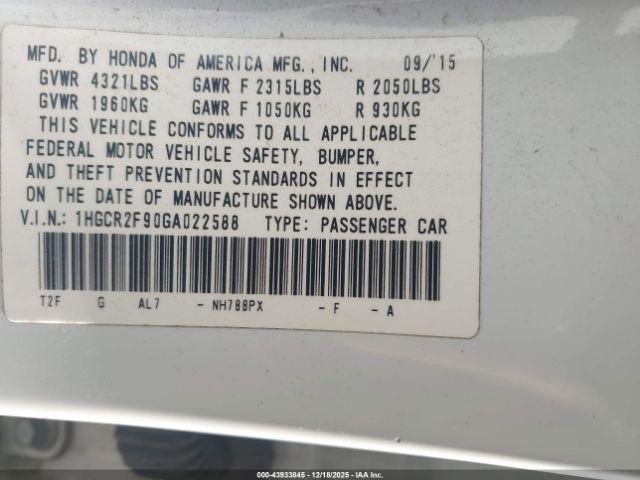 MFD. BY HONDA OF AMERICA MFG., INC. 09/'15
GVWR 4321LBS GAWR F 2315LBS R 2050LBS
GVWR 1960KG GAWR F 1050KG R 930KG
THIS VEHICLE CONFORMS TO ALL APPLICABLE
FEDERAL MOTOR VEHICLE SAFETY, BUMPER,
AND THEFT PREVENTION STANDARDS IN EFFECT
ON THE DATE OF MANUFACTURE SHOWN ABOVE.
V.I.N.: 1HGCR2F90GA022588 TYPE: PASSENGER CAR
T2F G AL7 - NH788PX - F - A
000-43933845 - 12/18/2025 - IAAC.com